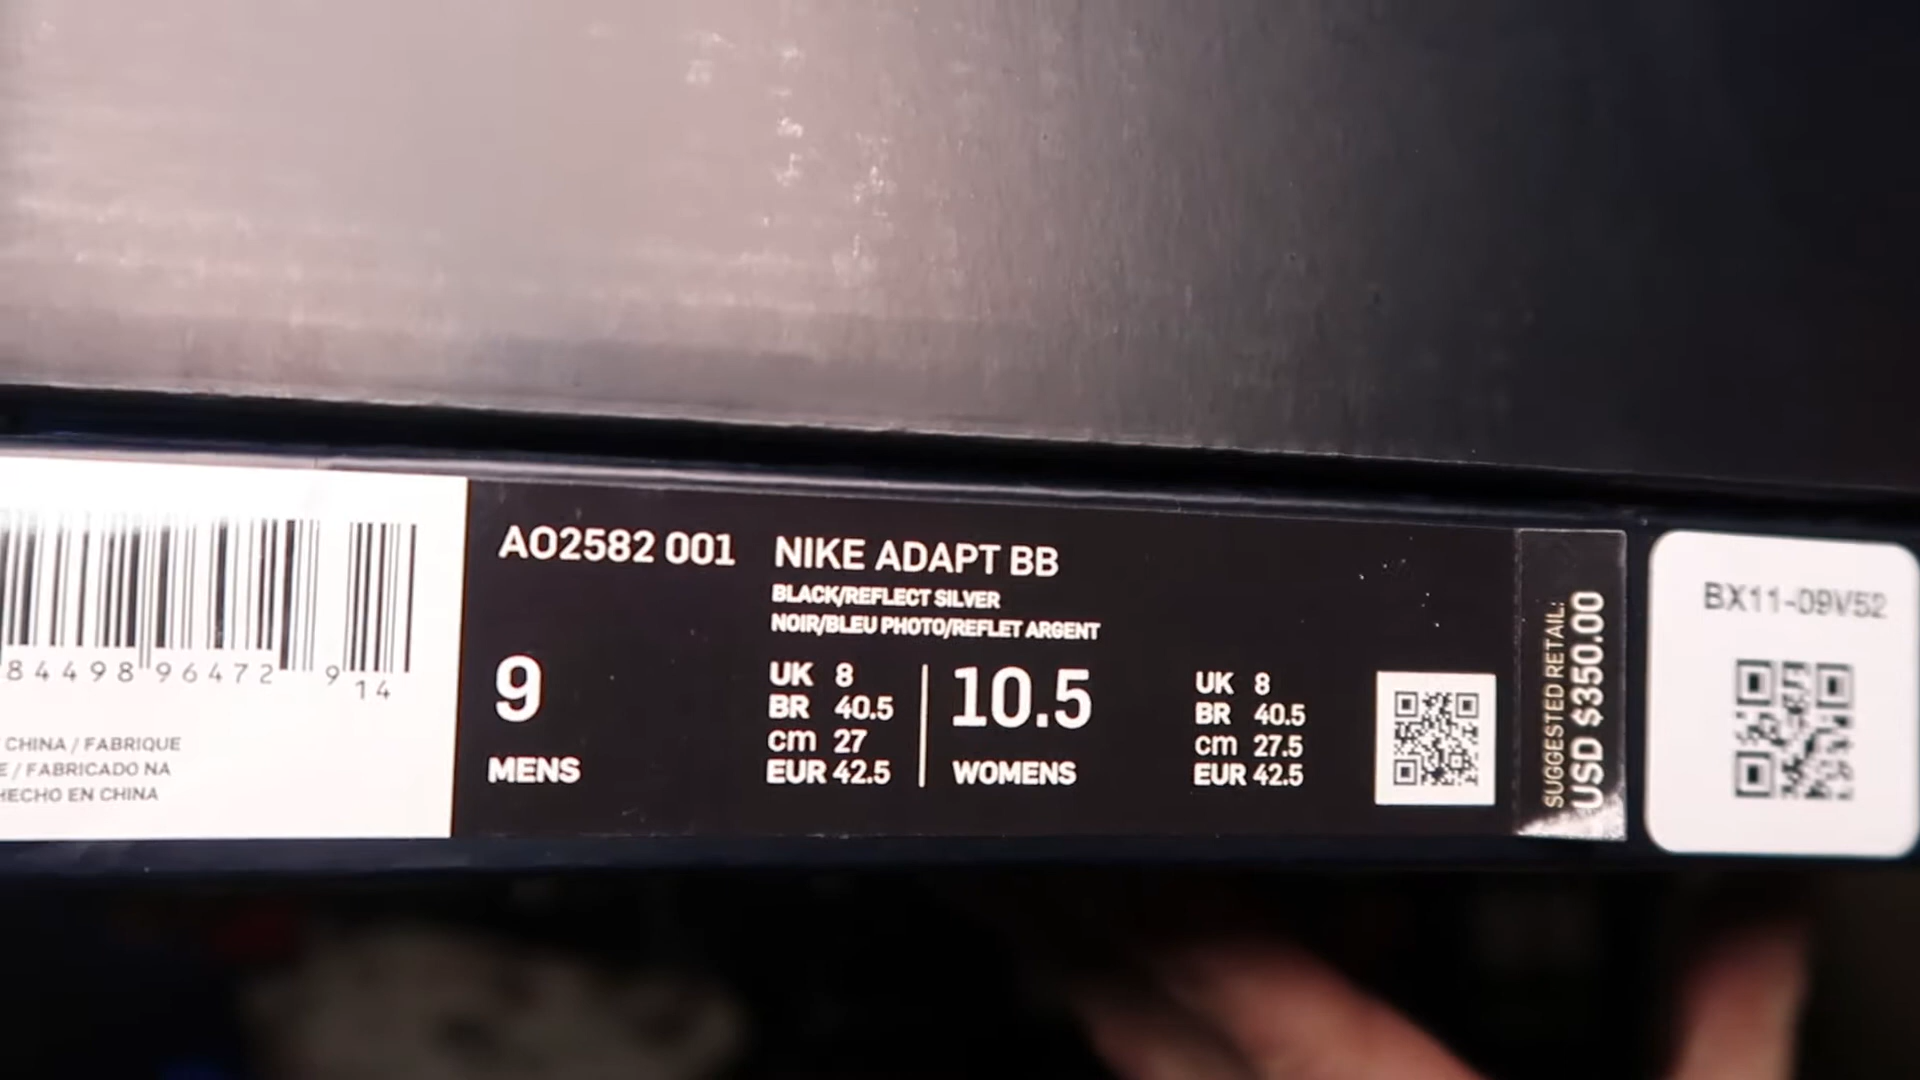 84498 96472 9
14
CHINA / FABRIQUE
E / FABRICADO NA
HECHO EN CHINA
AO2582 001
NIKE ADAPT BB
BLACK/REFLECT SILVER
NOIR/BLEU PHOTO/REFLET ARGENT
9
MENS
UK 8
BR 40.5
cm 27
EUR 42.5
10.5
WOMENS
UK 8
BR 40.5
cm 27.5
EUR 42.5
SUGGESTED RETAIL:
USD $350.00
BX11-09V52